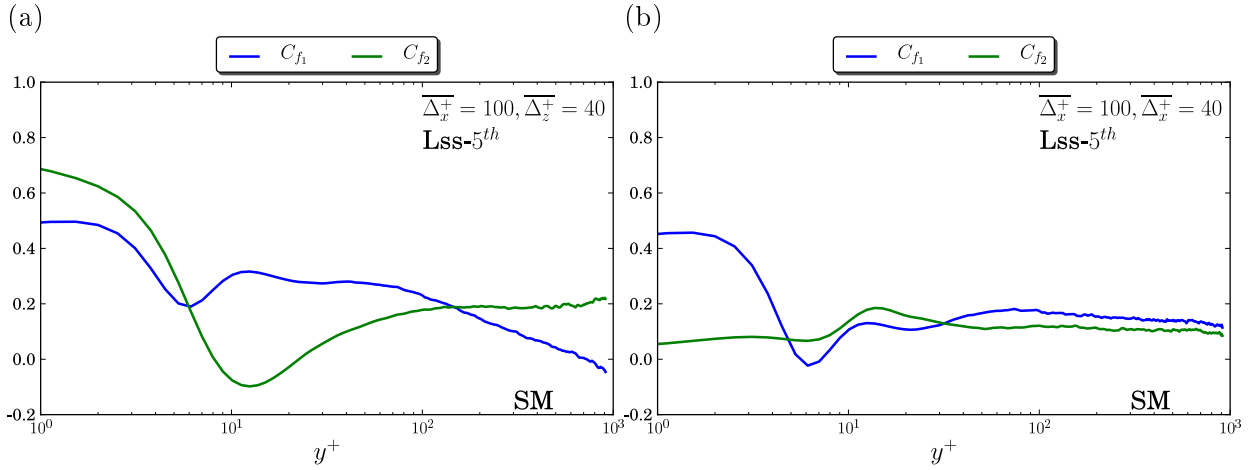 (a)
C_{f_1} C_{f_2}
1.0
0.8
0.6
0.4
0.2
0.0
-0.2
\overline{\Delta_x^+} = 100, \overline{\Delta_z^+} = 40
Lss-5^{th}
SM
10^0 10^1 10^2 10^3
y^+
(b)
C_{f_1} C_{f_2}
1.0
0.8
0.6
0.4
0.2
0.0
-0.2
\overline{\Delta_x^+} = 100, \overline{\Delta_x^+} = 40
Lss-5^{th}
SM
10^0 10^1 10^2 10^3
y^+